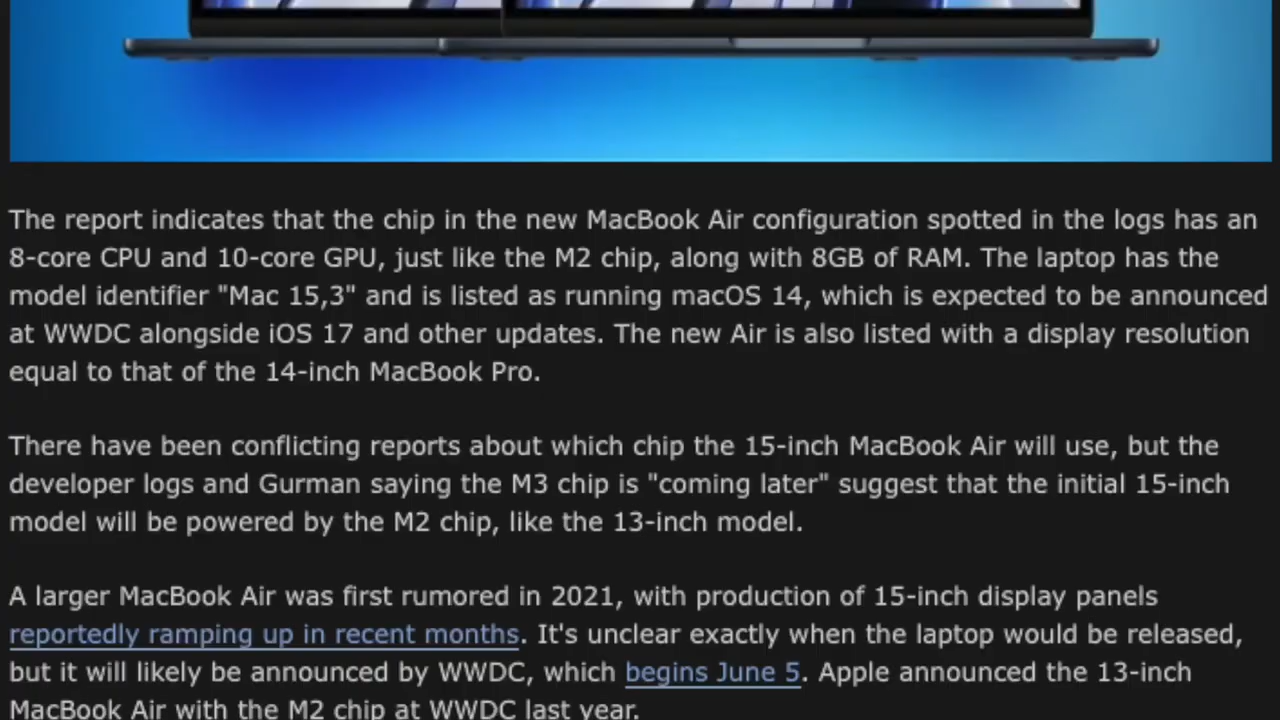 The report indicates that the chip in the new MacBook Air configuration spotted in the logs has an
8-core CPU and 10-core GPU, just like the M2 chip, along with 8GB of RAM. The laptop has the
model identifier "Mac 15,3" and is listed as running macOS 14, which is expected to be announced
at WWDC alongside iOS 17 and other updates. The new Air is also listed with a display resolution
equal to that of the 14-inch MacBook Pro.
There have been conflicting reports about which chip the 15-inch MacBook Air will use, but the
developer logs and Gurman saying the M3 chip is "coming later" suggest that the initial 15-inch
model will be powered by the M2 chip, like the 13-inch model.
A larger MacBook Air was first rumored in 2021, with production of 15-inch display panels
reportedly ramping up in recent months. It's unclear exactly when the laptop would be released,
but it will likely be announced by WWDC, which begins June 5. Apple announced the 13-inch
MacBook Air with the M2 chip at WWDC last year.